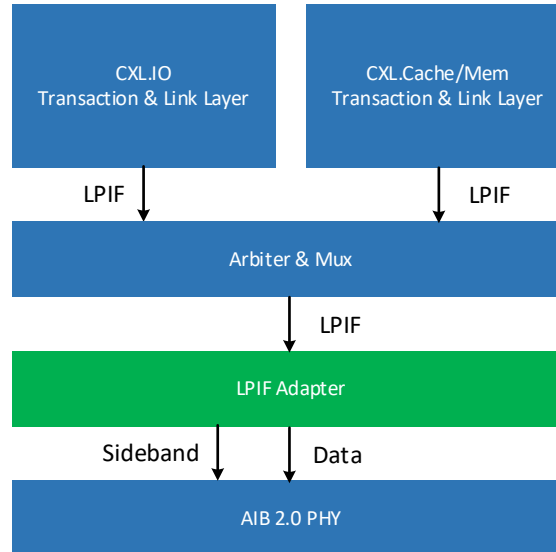 CXL.IO
Transaction & Link Layer
CXL.Cache/Mem
Transaction & Link Layer
LPIF
LPIF
Arbiter & Mux
LPIF
LPIF Adapter
Sideband
Data
AIB 2.0 PHY